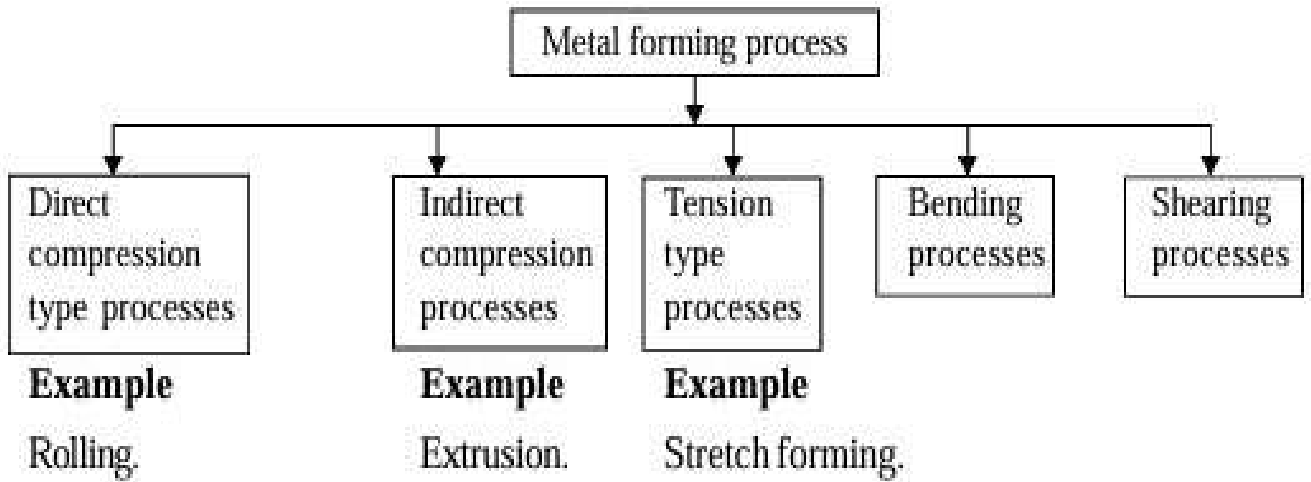 Metal forming process
Direct
compression
type processes
Example
Rolling.
Indirect
compression
processes
Example
Extrusion.
Tension
type
processes
Example
Stretch forming.
Bending
processes
Shearing
processes